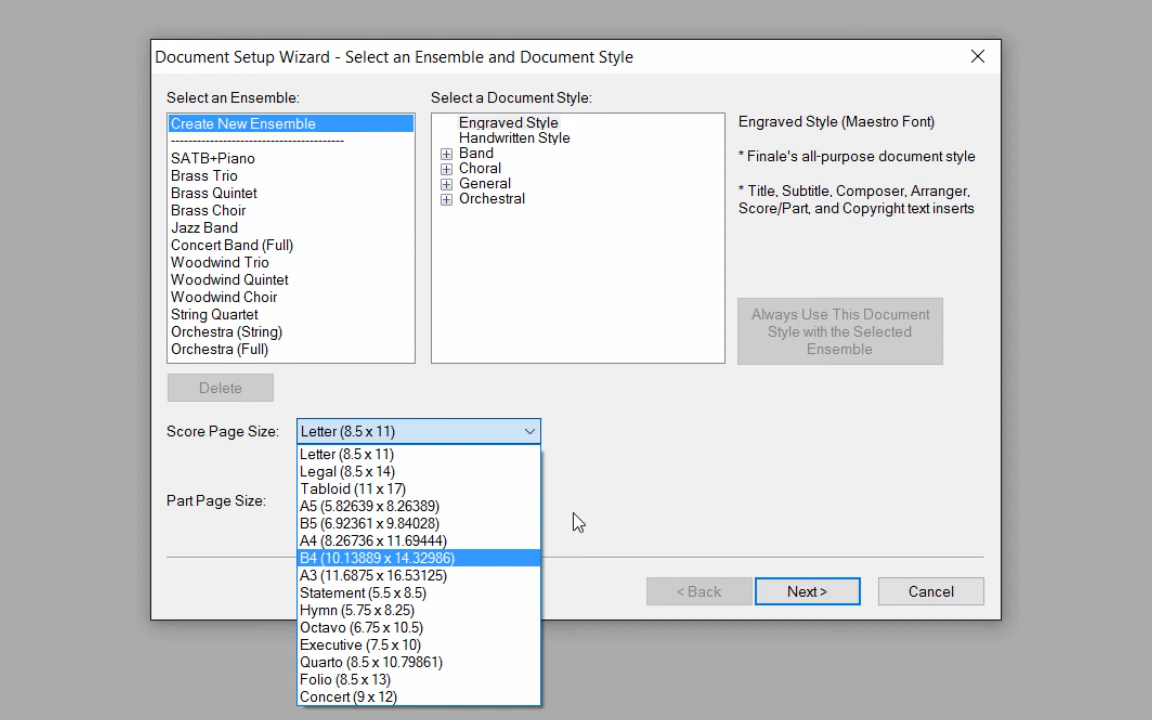 Document Setup Wizard - Select an Ensemble and Document Style
Select an Ensemble:
Create New Ensemble
----------------------------------------
SATB+Piano
Brass Trio
Brass Quintet
Brass Choir
Jazz Band
Concert Band (Full)
Woodwind Trio
Woodwind Quintet
Woodwind Choir
String Quartet
Orchestra (String)
Orchestra (Full)
Delete
Select a Document Style:
Engraved Style
Handwritten Style
Band
Choral
General
Orchestral
Engraved Style (Maestro Font)
* Finale's all-purpose document style
* Title, Subtitle, Composer, Arranger,
Score/Part, and Copyright text inserts
Always Use This Document
Style with the Selected
Ensemble
Score Page Size:
Letter (8.5 x 11)
Letter (8.5 x 11)
Legal (8.5 x 14)
Tabloid (11 x 17)
A5 (5.82639 x 8.26389)
B5 (6.92361 x 9.84028)
A4 (8.26736 x 11.69444)
B4 (10.13889 x 14.32986)
A3 (11.6875 x 16.53125)
Statement (5.5 x 8.5)
Hymn (5.75 x 8.25)
Octavo (6.75 x 10.5)
Executive (7.5 x 10)
Quarto (8.5 x 10.79861)
Folio (8.5 x 13)
Concert (9 x 12)
Part Page Size:
< Back
Next >
Cancel